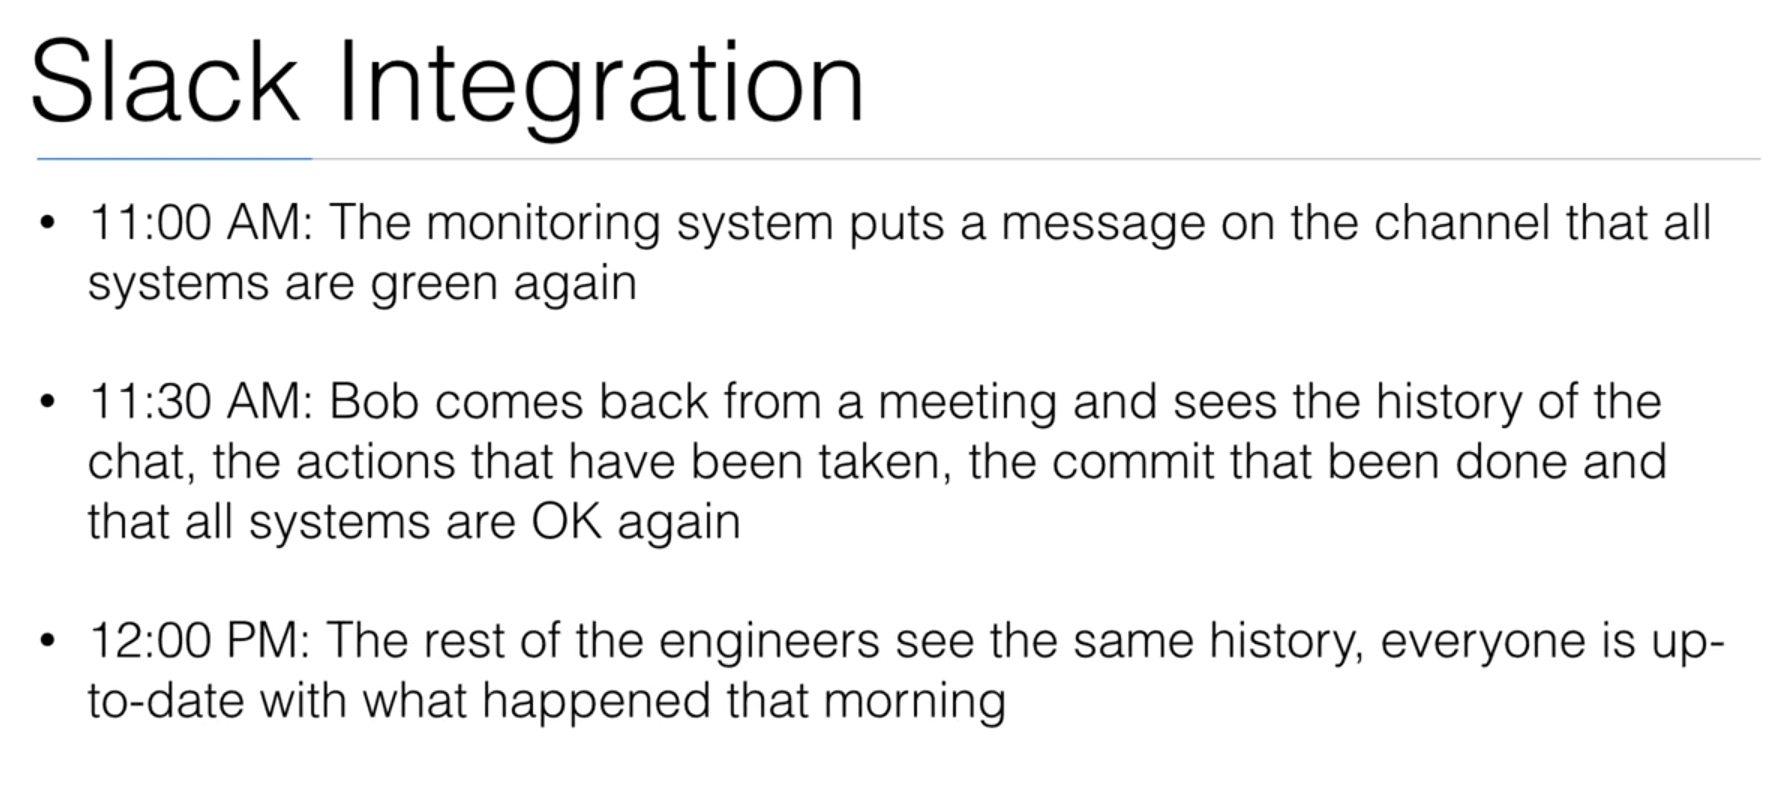 Slack Integration
• 11:00 AM: The monitoring system puts a message on the channel that all
systems are green again
• 11:30 AM: Bob comes back from a meeting and sees the history of the
chat, the actions that have been taken, the commit that been done and
that all systems are OK again
• 12:00 PM: The rest of the engineers see the same history, everyone is up-
to-date with what happened that morning